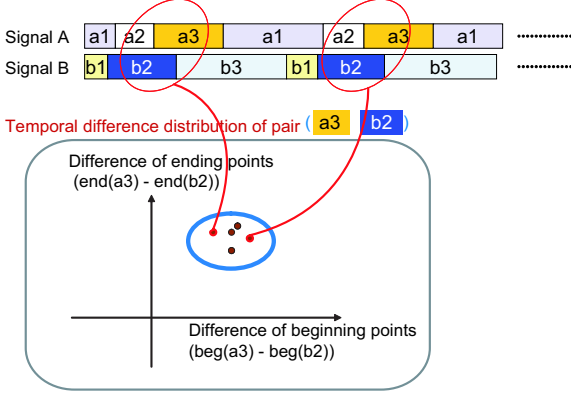 Signal A a1 a2 a3 a1 a2 a3 a1
Signal B b1 b2 b3 b1 b2 b3
Temporal difference distribution of pair ( a3 b2 )
Difference of ending points
(end(a3) - end(b2))
Difference of beginning points
(beg(a3) - beg(b2))